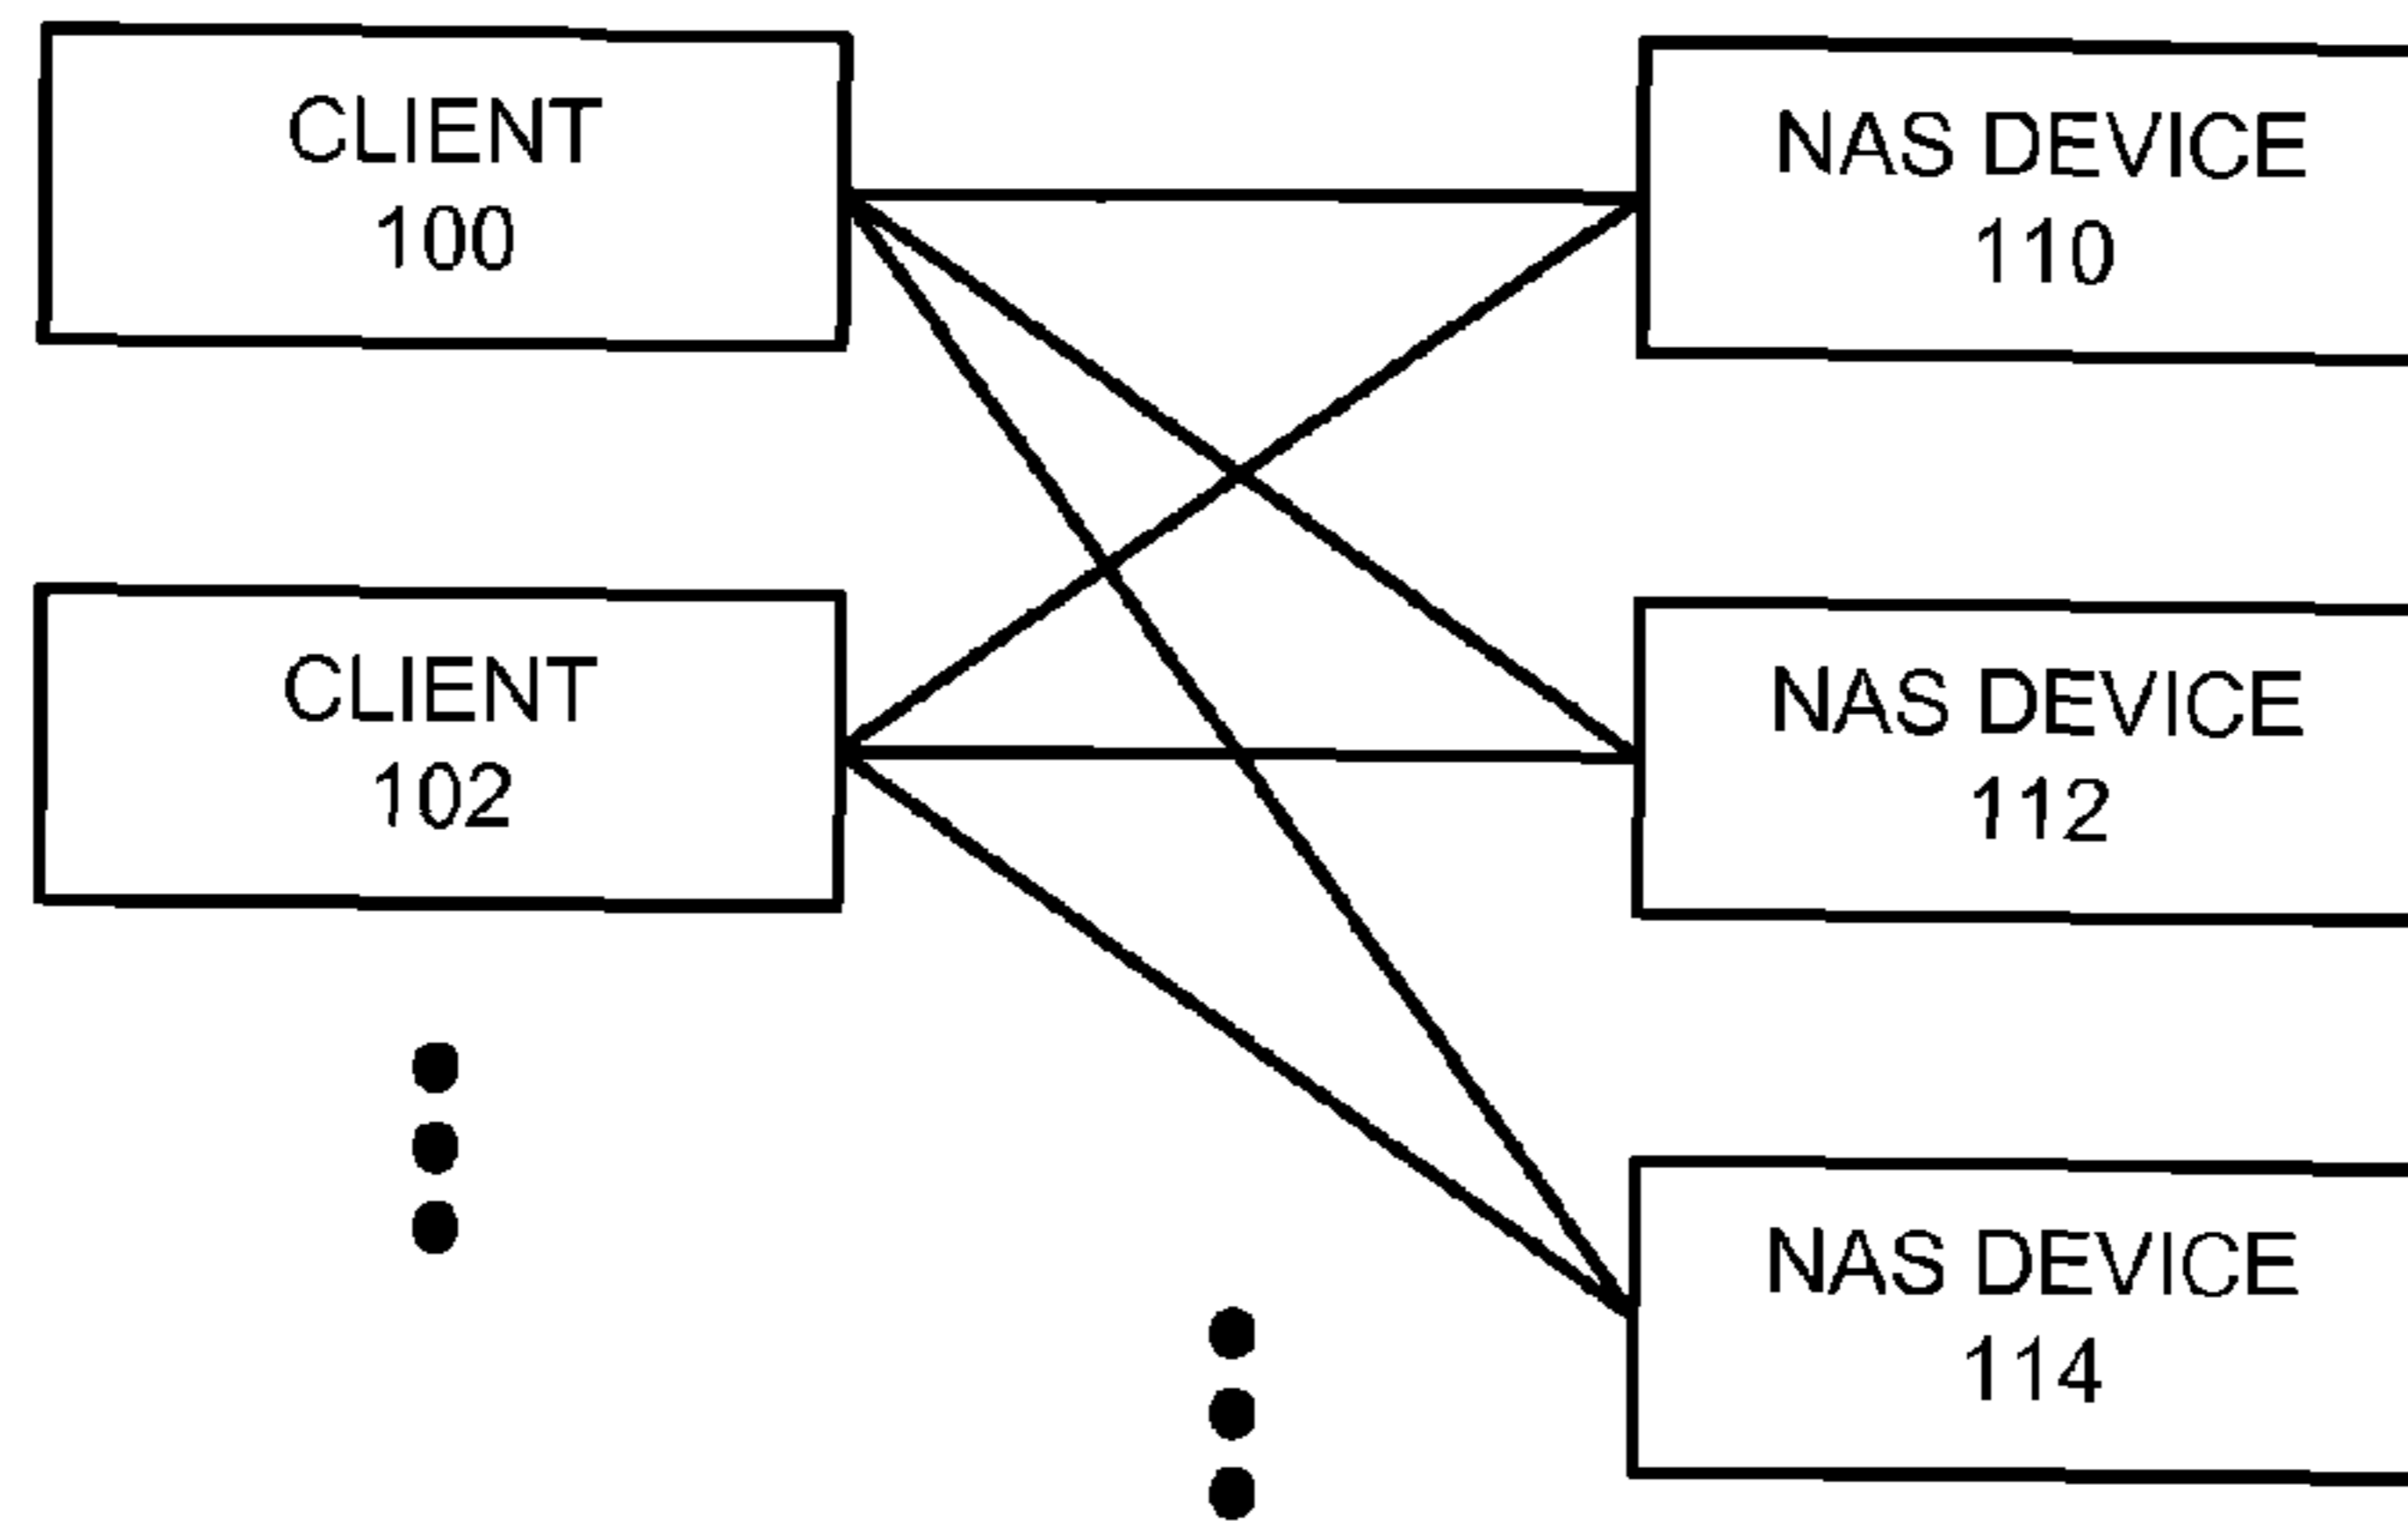 CLIENT
100
NAS DEVICE
110
CLIENT
102
NAS DEVICE
112
NAS DEVICE
114